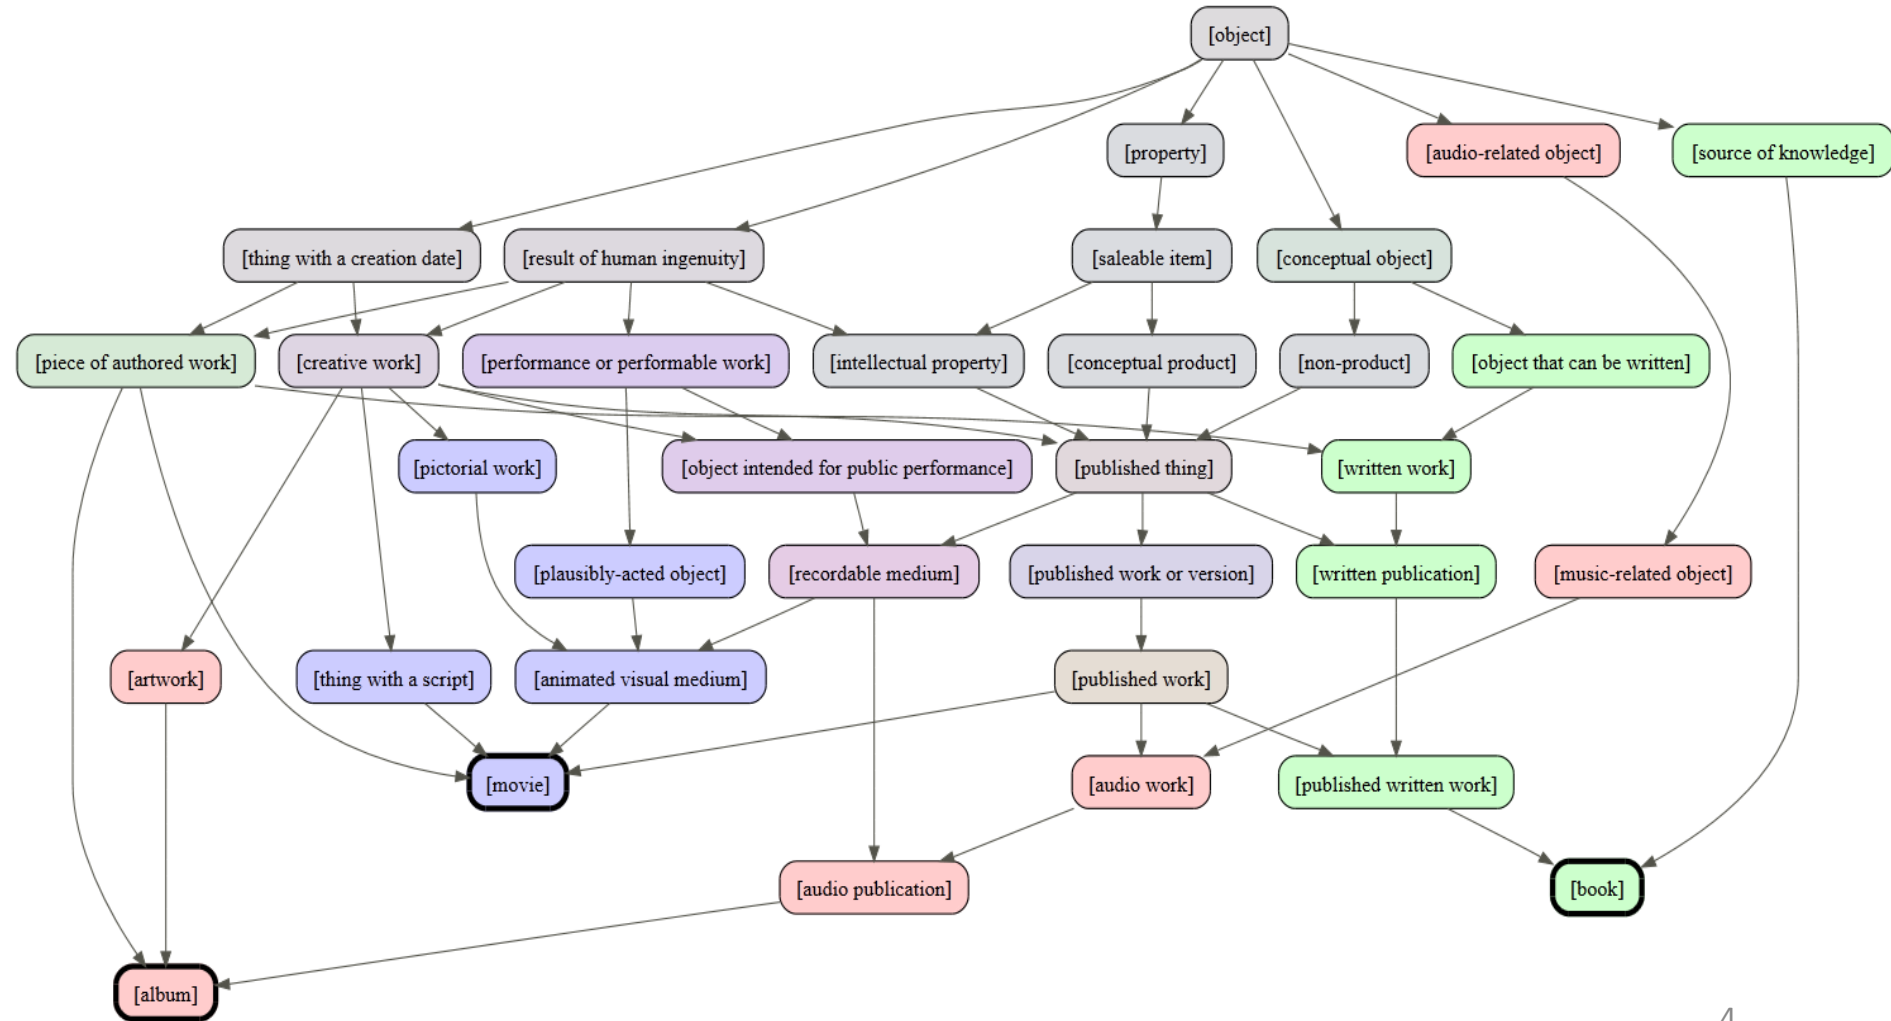 [object]
[property]
[audio-related object]
[source of knowledge]
[thing with a creation date]
[result of human ingenuity]
[saleable item]
[conceptual object]
[piece of authored work]
[creative work]
[performance or performable work]
[intellectual property]
[conceptual product]
[non-product]
[object that can be written]
[pictorial work]
[object intended for public performance]
[published thing]
[written work]
[plausibly-acted object]
[recordable medium]
[published work or version]
[written publication]
[music-related object]
[artwork]
[thing with a script]
[animated visual medium]
[published work]
[movie]
[audio work]
[published written work]
[audio publication]
[book]
[album]
4